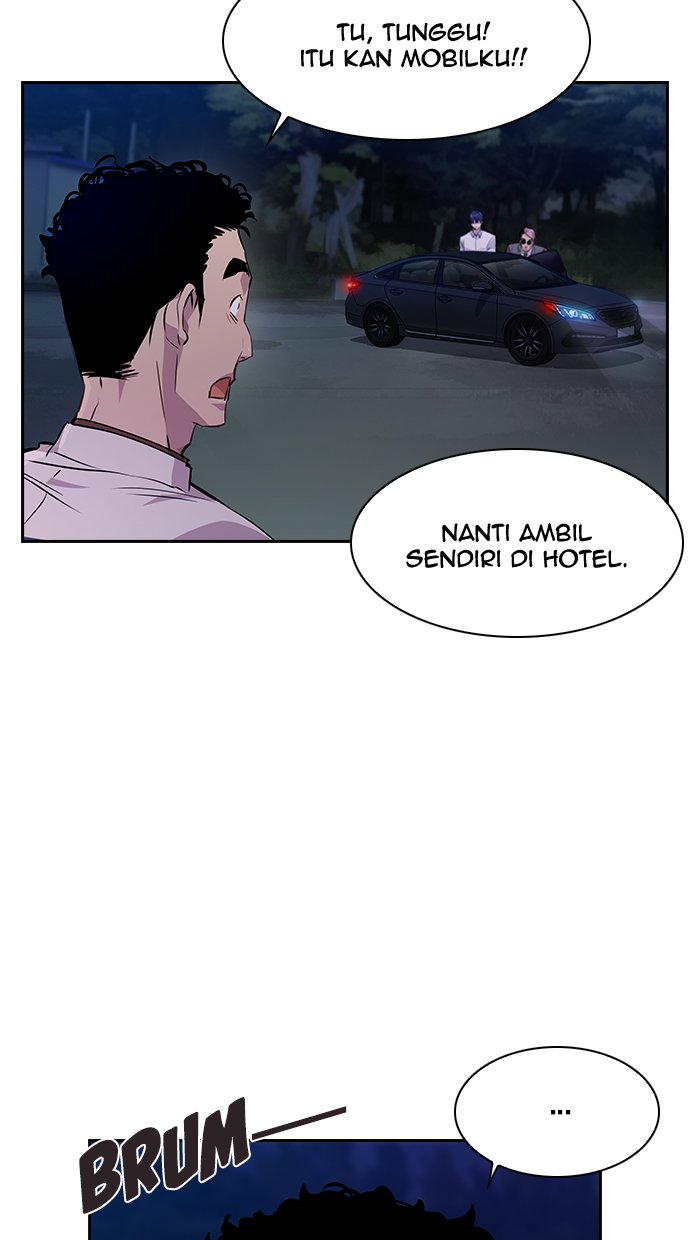 TU, TUNGGU!
ITU KAN MOBILKU!!
NANTI AMBIL
SENDIRI DI HOTEL.
...
BRUM